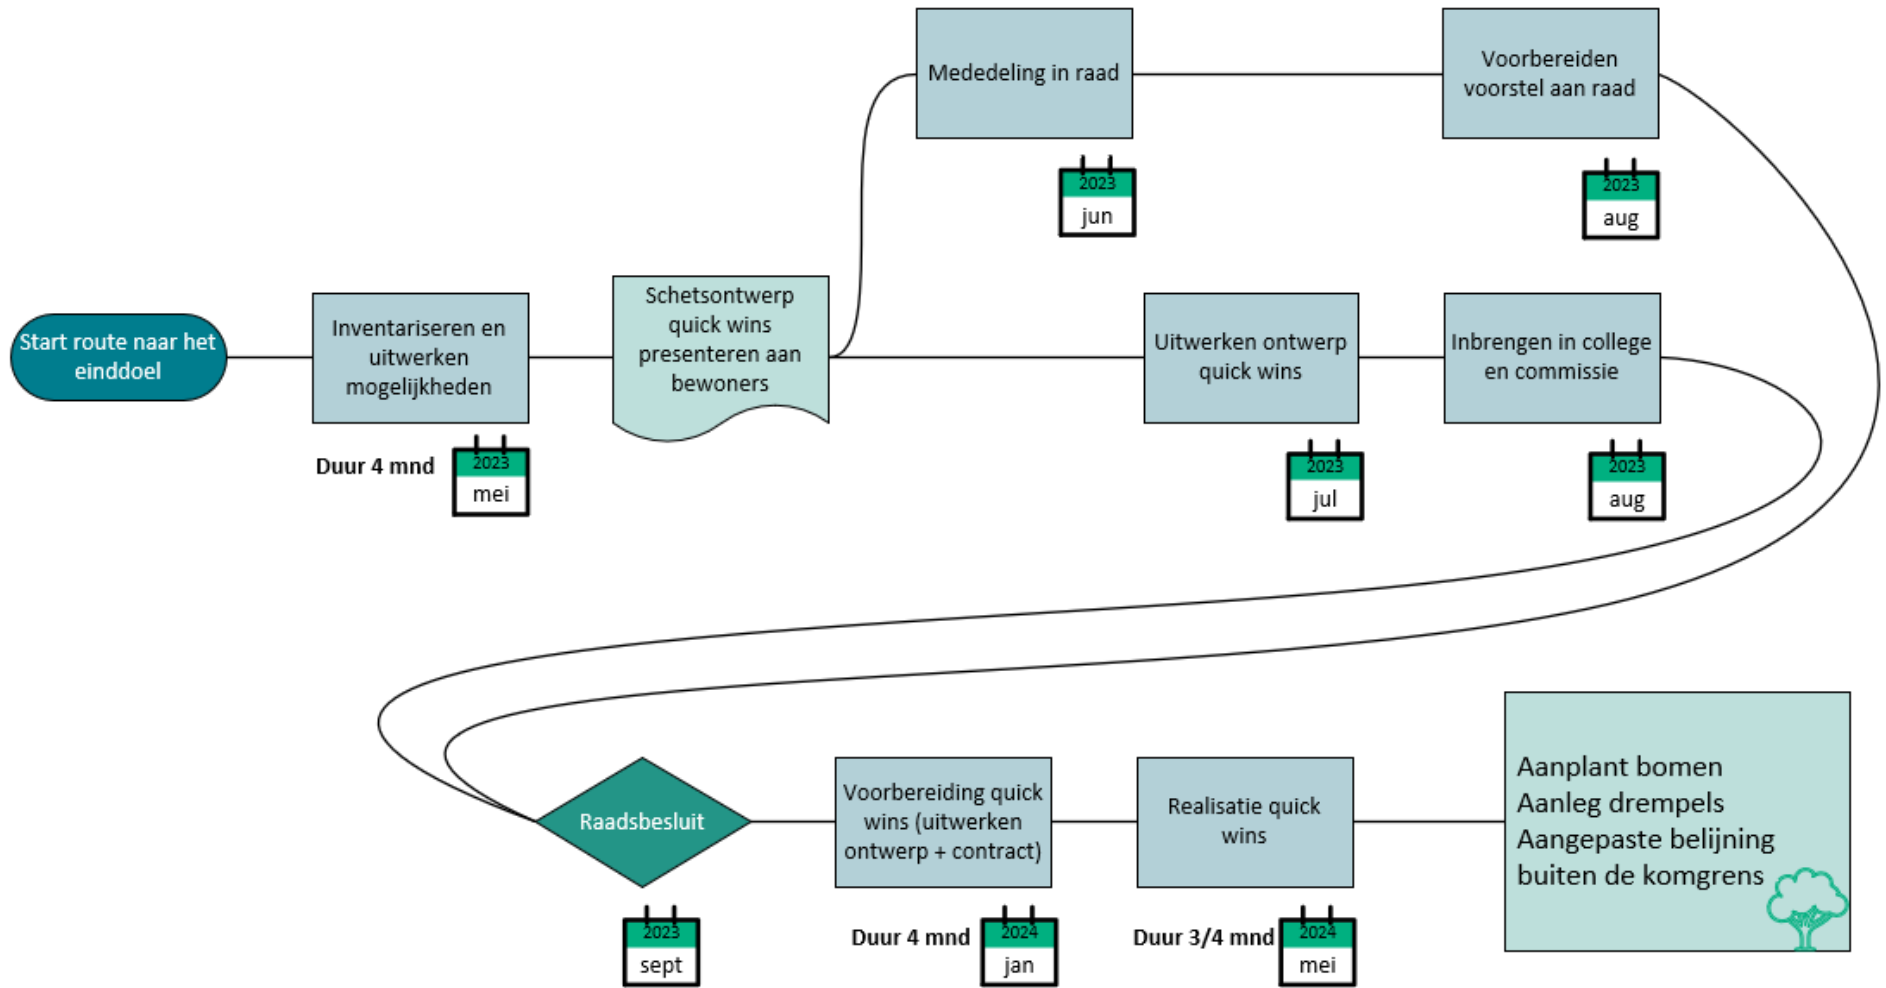 Mededeling in raad
2023
jun
Voorbereiden
voorstel aan raad
2023
aug
Start route naar het
einddoel
Inventariseren en
uitwerken
mogelijkheden
Duur 4 mnd
2023
mei
Schetsontwerp
quick wins
presenteren aan
bewoners
Uitwerken ontwerp
quick wins
2023
jul
Inbrengen in college
en commissie
2023
aug
Raadsbesluit
2023
sept
Voorbereiding quick
wins (uitwerken
ontwerp + contract)
Duur 4 mnd
2024
jan
Realisatie quick
wins
Duur 3/4 mnd
2024
mei
Aanplant bomen
Aanleg drempels
Aangepaste belijning
buiten de komgrens